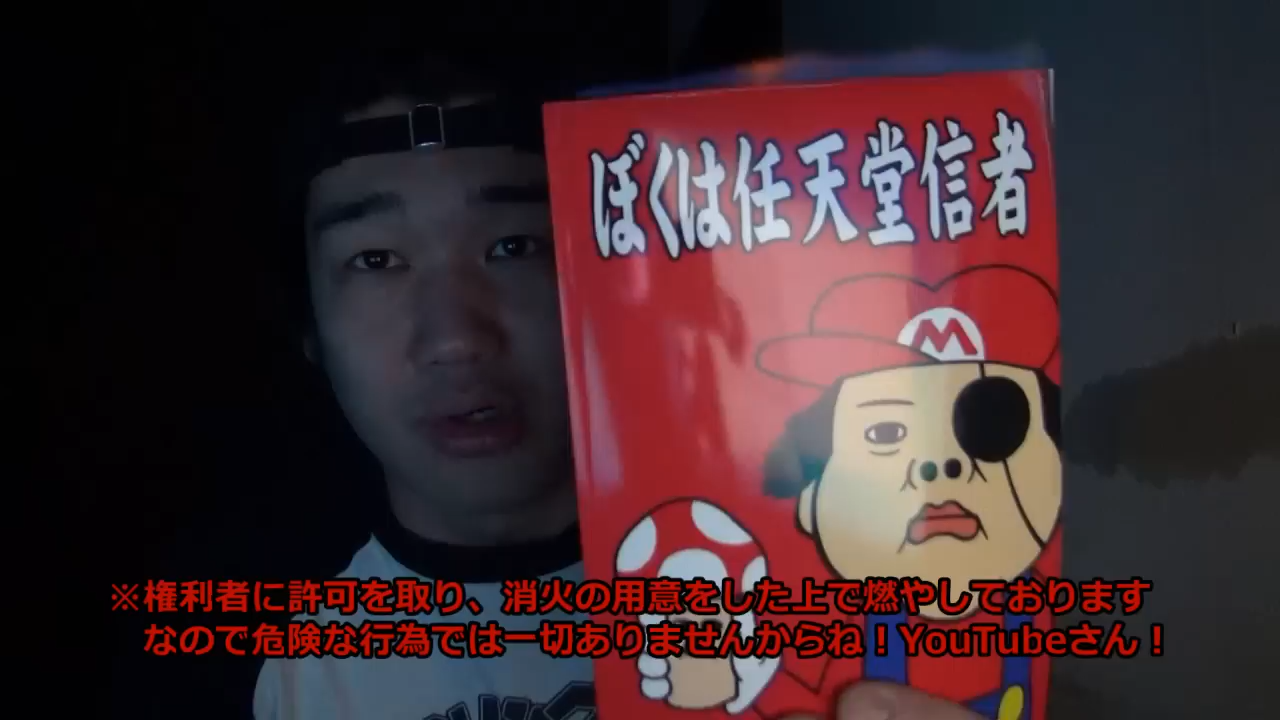 ぼくは任天堂信者
M
※権利者に許可を取り、消火の用意をした上で燃やしております
なので危険な行為では一切ありませんからね！YouTubeさん！